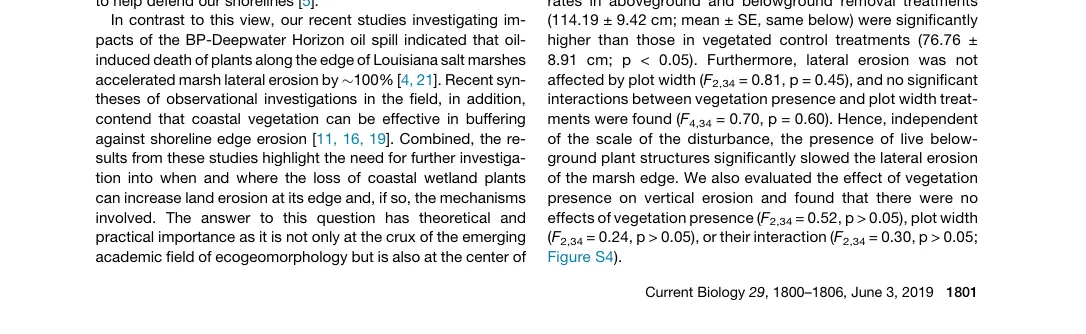 to help defend our shorelines [5].
In contrast to this view, our recent studies investigating im-
pacts of the BP-Deepwater Horizon oil spill indicated that oil-
induced death of plants along the edge of Louisiana salt marshes
accelerated marsh lateral erosion by ~100% [4, 21]. Recent syn-
theses of observational investigations in the field, in addition,
contend that coastal vegetation can be effective in buffering
against shoreline edge erosion [11, 16, 19]. Combined, the re-
sults from these studies highlight the need for further investiga-
tion into when and where the loss of coastal wetland plants
can increase land erosion at its edge and, if so, the mechanisms
involved. The answer to this question has theoretical and
practical importance as it is not only at the crux of the emerging
academic field of ecogeomorphology but is also at the center of
rates in aboveground and belowground removal treatments
(114.19 ± 9.42 cm; mean ± SE, same below) were significantly
higher than those in vegetated control treatments (76.76 ±
8.91 cm; p < 0.05). Furthermore, lateral erosion was not
affected by plot width (F2,34 = 0.81, p = 0.45), and no significant
interactions between vegetation presence and plot width treat-
ments were found (F4,34 = 0.70, p = 0.60). Hence, independent
of the scale of the disturbance, the presence of live below-
ground plant structures significantly slowed the lateral erosion
of the marsh edge. We also evaluated the effect of vegetation
presence on vertical erosion and found that there were no
effects of vegetation presence (F2,34 = 0.52, p > 0.05), plot width
(F2,34 = 0.24, p > 0.05), or their interaction (F2,34 = 0.30, p > 0.05;
Figure S4).
Current Biology 29, 1800–1806, June 3, 2019 1801